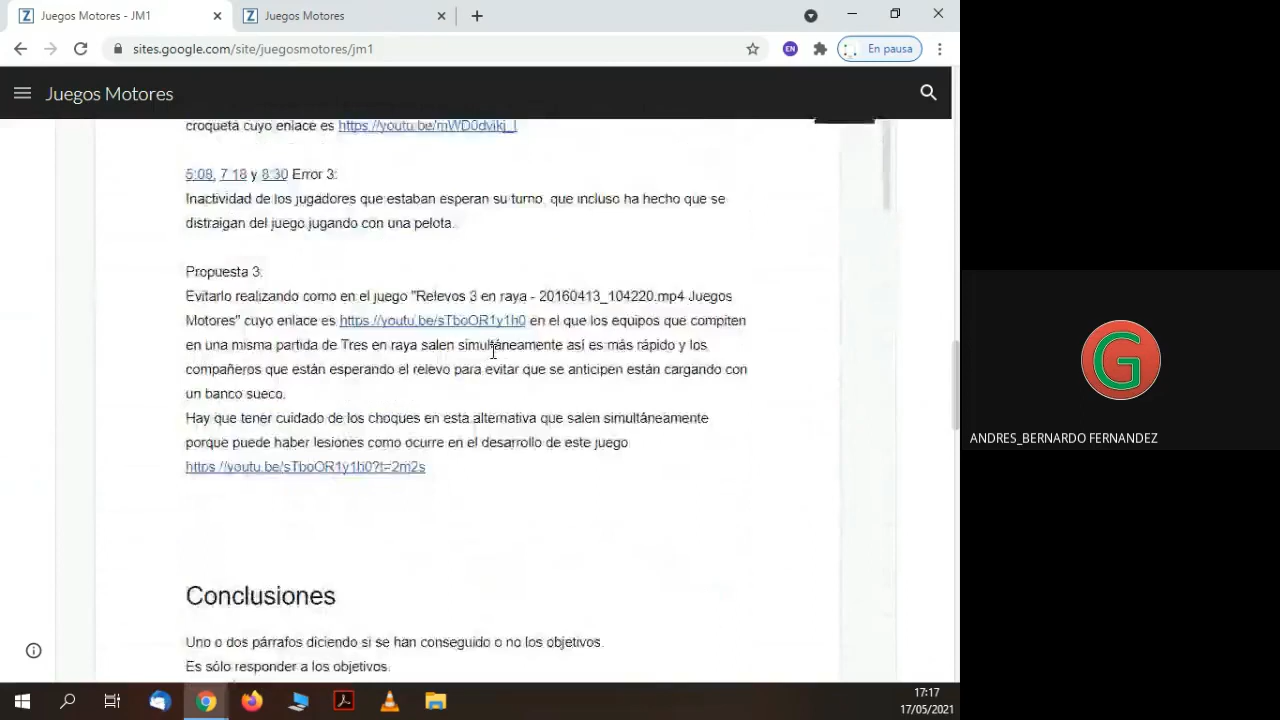 Juegos Motores - JM1
Juegos Motores
sites.google.com/site/juegosmotores/jm1
EN
En pausa
Juegos Motores
croqueta cuyo enlace es https://youtu.be/mWD0dvikj_I
5:08, 7 18 y 8:30 Error 3:
Inactividad de los jugadores que estaban esperan su turno, que incluso ha hecho que se
distraigan del juego jugando con una pelota.
Propuesta 3:
Evitarlo realizando como en el juego "Relevos 3 en raya - 20160413_104220.mp4 Juegos
Motores" cuyo enlace es https://youtu.be/sTboOR1y1h0 en el que los equipos que compiten
en una misma partida de Tres en raya salen simultáneamente así es más rápido y los
compañeros que están esperando el relevo para evitar que se anticipen están cargando con
un banco sueco.
Hay que tener cuidado de los choques en esta alternativa que salen simultáneamente
porque puede haber lesiones como ocurre en el desarrollo de este juego
https://youtu.be/sTboOR1y1h0?t=2m2s
Conclusiones
Uno o dos párrafos diciendo si se han conseguido o no los objetivos.
Es sólo responder a los objetivos.
G
ANDRES_BERNARDO FERNANDEZ
17:17
17/05/2021